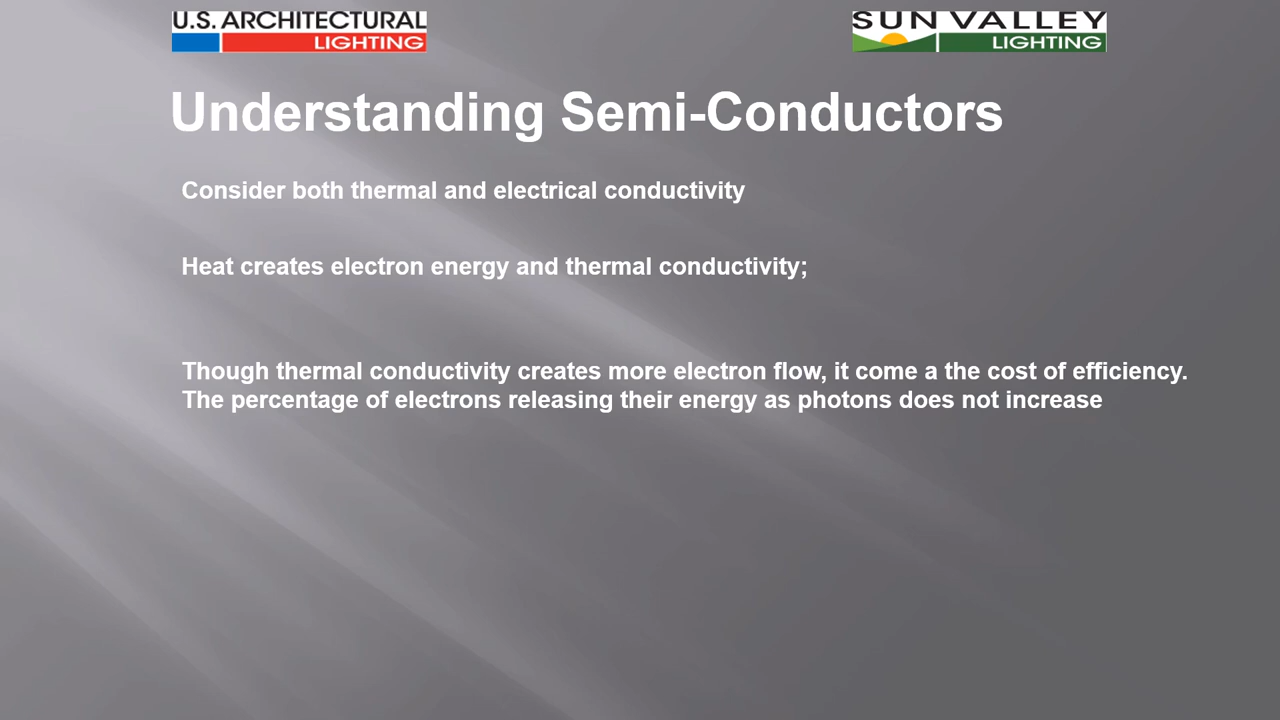 U.S. ARCHITECTURAL
LIGHTING
SUN VALLEY
LIGHTING
Understanding Semi-Conductors
Consider both thermal and electrical conductivity
Heat creates electron energy and thermal conductivity;
Though thermal conductivity creates more electron flow, it come a the cost of efficiency.
The percentage of electrons releasing their energy as photons does not increase